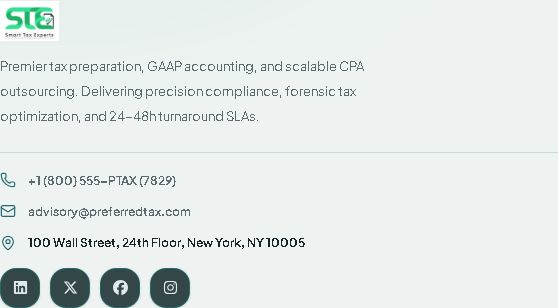 STE
Smart Tax Experts
Premier tax preparation, GAAP accounting, and scalable CPA
outsourcing. Delivering precision compliance, forensic tax
optimization, and 24–48h turnaround SLAs.
+1 (800) 555-PTAX (7829)
advisory@preferredtax.com
100 Wall Street, 24th Floor, New York, NY 10005